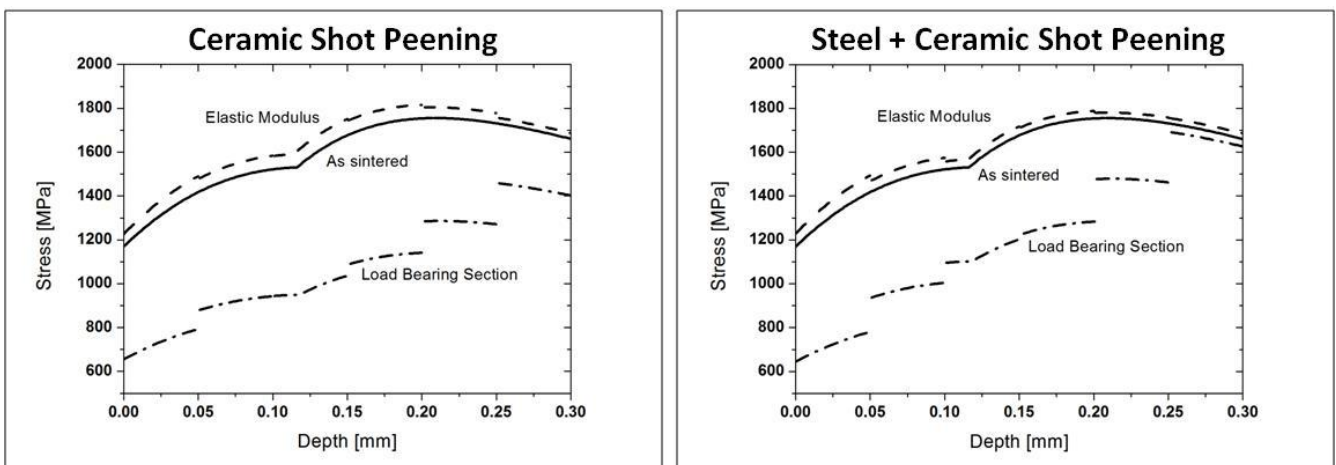 Ceramic Shot Peening
2000
1800
1600
1400
1200
1000
800
600
Stress [MPa]
Elastic Modulus
As sintered
Load Bearing Section
0.00 0.05 0.10 0.15 0.20 0.25 0.30
Depth [mm]
Steel + Ceramic Shot Peening
2000
1800
1600
1400
1200
1000
800
600
Stress [MPa]
Elastic Modulus
As sintered
Load Bearing Section
0.00 0.05 0.10 0.15 0.20 0.25 0.30
Depth [mm]